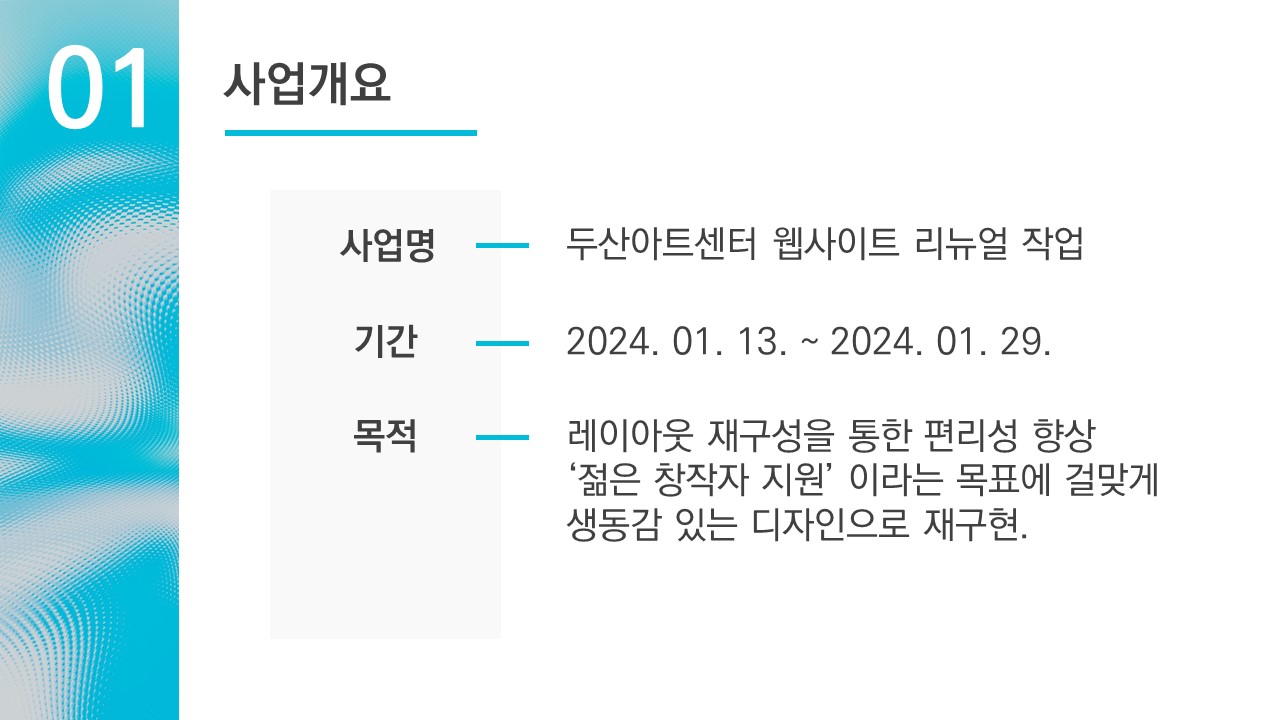 01
사업개요
사업명
두산아트센터 웹사이트 리뉴얼 작업
기간
2024. 01. 13. ~ 2024. 01. 29.
목적
레이아웃 재구성을 통한 편리성 향상
‘젊은 창작자 지원’ 이라는 목표에 걸맞게
생동감 있는 디자인으로 재구현.